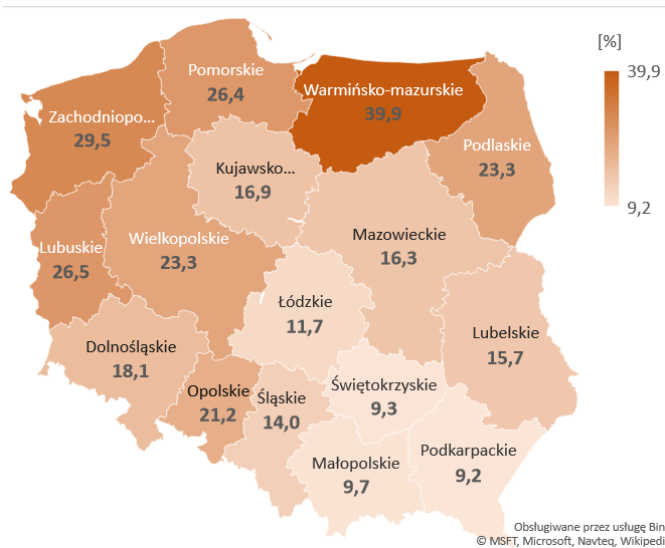 [%]
39,9
9,2
Pomorskie
26,4
Warmińsko-mazurskie
39,9
Zachodniopo...
29,5
Podlaskie
23,3
Kujawsko...
16,9
Lubuskie
26,5
Wielkopolskie
23,3
Mazowieckie
16,3
Łódzkie
11,7
Lubelskie
15,7
Dolnośląskie
18,1
Opolskie
21,2
Śląskie
14,0
Świętokrzyskie
9,3
Małopolskie
9,7
Podkarpackie
9,2
Obsługiwane przez usługę Bin
© MSFT, Microsoft, Navteq, Wikipedi